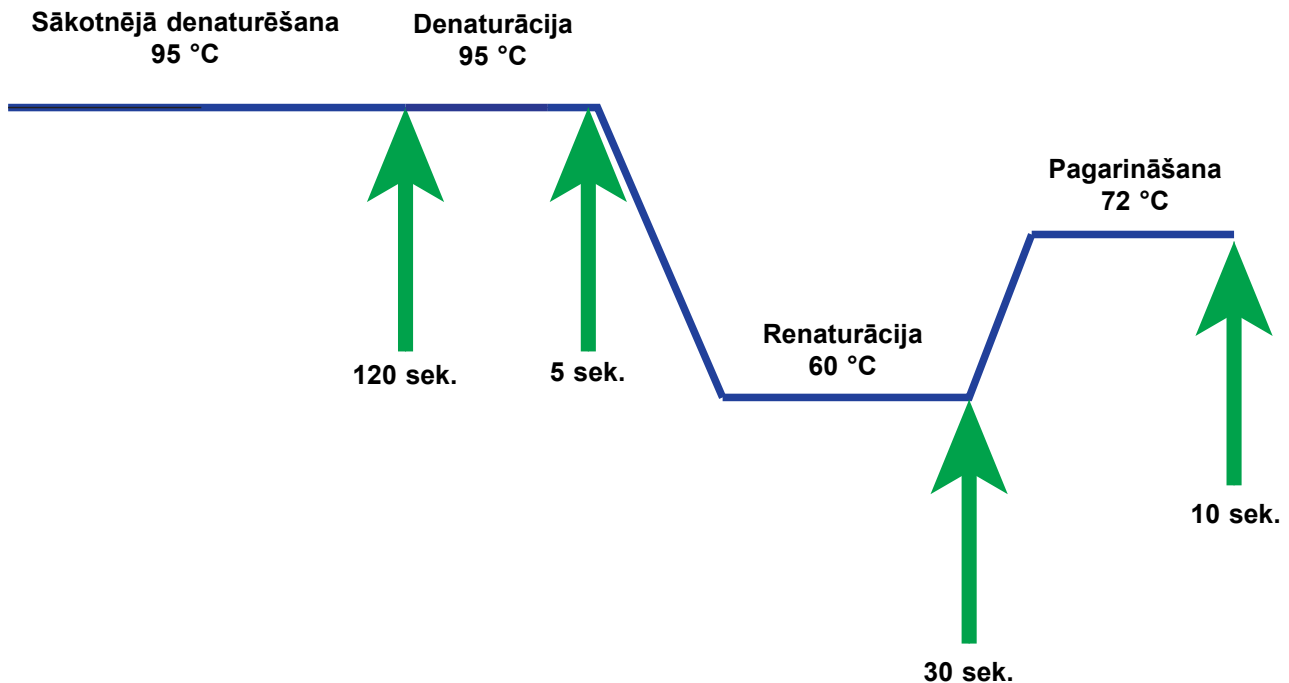 Sākotnējā denaturēšana
95 °C
Denaturācija
95 °C
Pagarināšana
72 °C
Renaturācija
60 °C
120 sek.
5 sek.
10 sek.
30 sek.